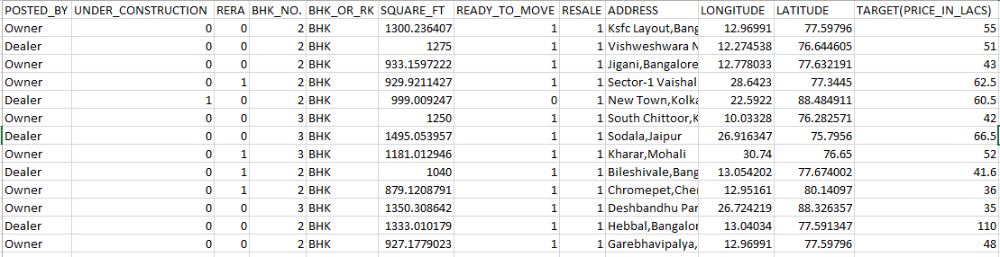 POSTED_BY UNDER_CONSTRUCTION RERA BHK_NO. BHK_OR_RK SQUARE_FT READY_TO_MOVE RESALE ADDRESS LONGITUDE LATITUDE TARGET(PRICE_IN_LACS)
Owner 0 0 2 BHK 1300.236407 1 1 Ksfc Layout,Bang 12.96991 77.59796 55
Dealer 0 0 2 BHK 1275 1 1 Vishweshwara N 12.274538 76.644605 51
Owner 0 0 2 BHK 933.1597222 1 1 Jigani,Bangalore 12.778033 77.632191 43
Owner 0 1 2 BHK 929.9211427 1 1 Sector-1 Vaishal 28.6423 77.3445 62.5
Dealer 1 0 2 BHK 999.009247 0 1 New Town,Kolka 22.5922 88.484911 60.5
Owner 0 0 3 BHK 1250 1 1 South Chittoor,K 10.03328 76.282571 42
Dealer 0 0 3 BHK 1495.053957 1 1 Sodala,Jaipur 26.916347 75.7956 66.5
Owner 0 1 3 BHK 1181.012946 1 1 Kharar,Mohali 30.74 76.65 52
Dealer 0 1 2 BHK 1040 1 1 Bileshivale,Bang 13.054202 77.674002 41.6
Owner 0 1 2 BHK 879.1208791 1 1 Chromepet,Che 12.95161 80.14097 36
Owner 0 0 3 BHK 1350.308642 1 1 Deshbandhu Par 26.724219 88.326357 35
Dealer 0 0 2 BHK 1333.010179 1 1 Hebbal,Bangalor 13.04034 77.591347 110
Owner 0 0 2 BHK 927.1779023 1 1 Garebhavipalya, 12.96991 77.59796 48